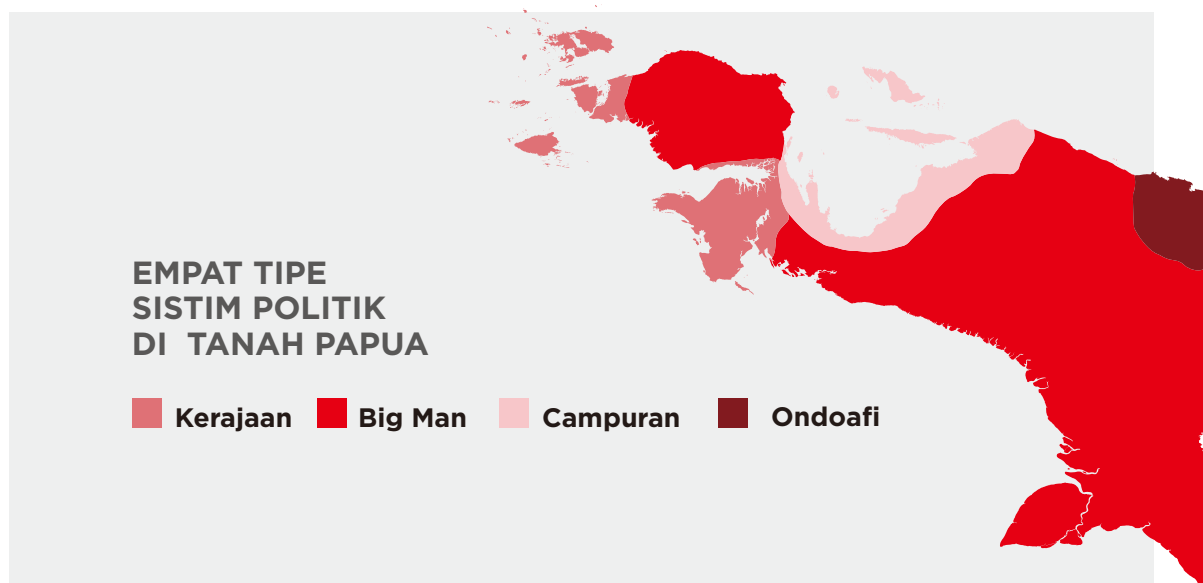 EMPAT TIPE
SISTIM POLITIK
DI TANAH PAPUA
Kerajaan Big Man Campuran Ondoafi